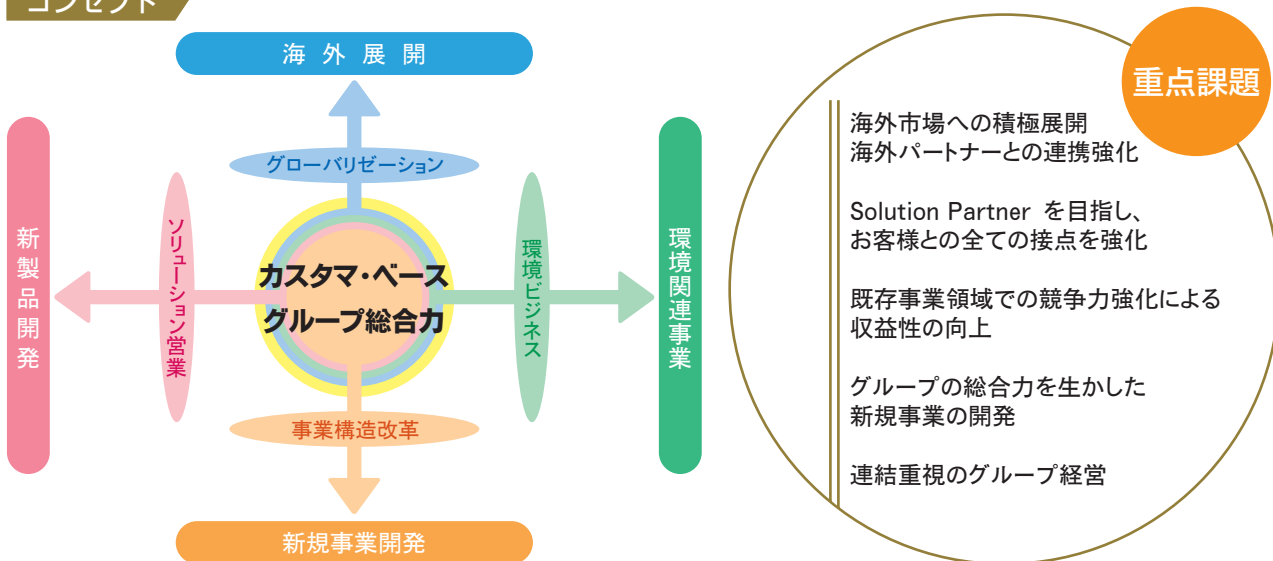 コンセプト
海外展開
グローバリゼーション
新製品開発
ソリューション営業
カスタマ・ベース
グループ総合力
環境ビジネス
環境関連事業
事業構造改革
新規事業開発
重点課題
海外市場への積極展開
海外パートナーとの連携強化
Solution Partner を目指し、
お客様との全ての接点を強化
既存事業領域での競争力強化による
収益性の向上
グループの総合力を生かした
新規事業の開発
連結重視のグループ経営